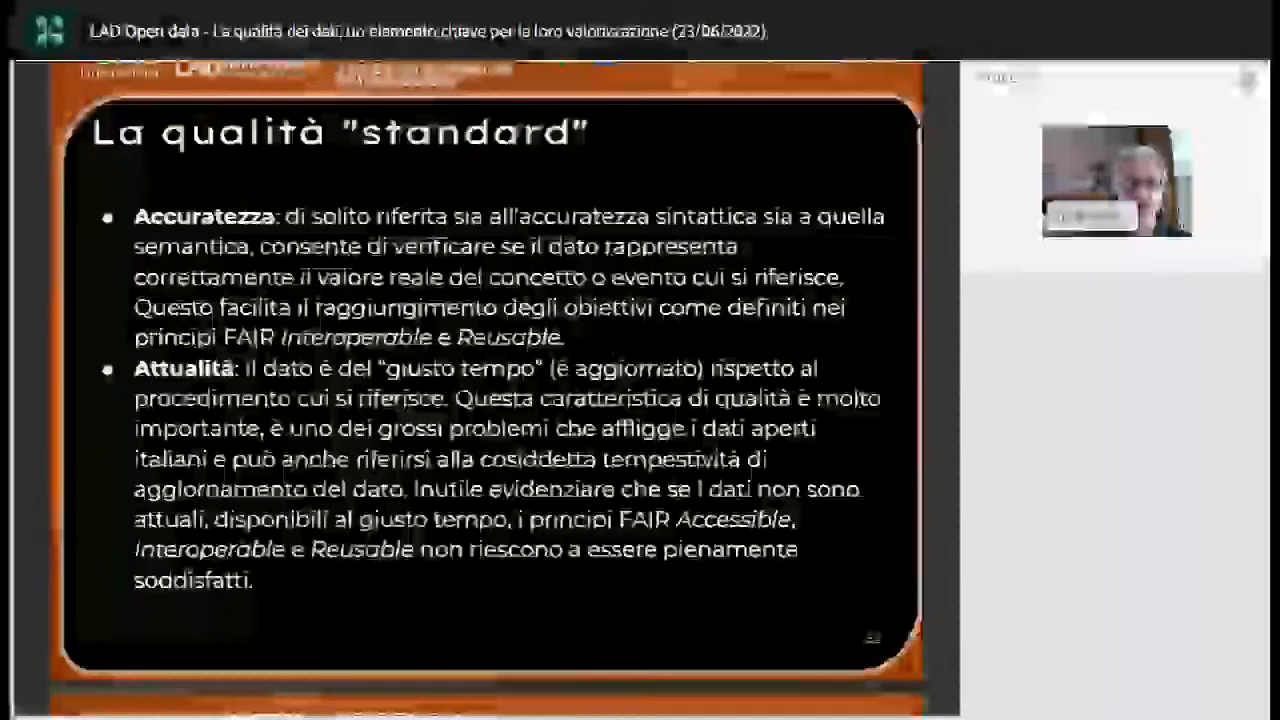 LAD Open data - La qualità dei dati, un elemento chiave per la loro valorizzazione (23/06/2022)
La qualità "standard"
● Accuratezza: di solito riferita sia all'accuratezza sintattica sia a quella
semantica, consente di verificare se il dato rappresenta
correttamente il valore reale del concetto o evento cui si riferisce.
Questo facilita il raggiungimento degli obiettivi come definiti nei
principi FAIR Interoperable e Reusable.
● Attualità: il dato è del "giusto tempo" (è aggiornato) rispetto al
procedimento cui si riferisce. Questa caratteristica di qualità è molto
importante, è uno dei grossi problemi che affligge i dati aperti
italiani e può anche riferirsi alla cosiddetta tempestività di
aggiornamento del dato. Inutile evidenziare che se I dati non sono
attuali, disponibili al giusto tempo, i principi FAIR Accessible,
Interoperable e Reusable non riescono a essere pienamente
soddisfatti.